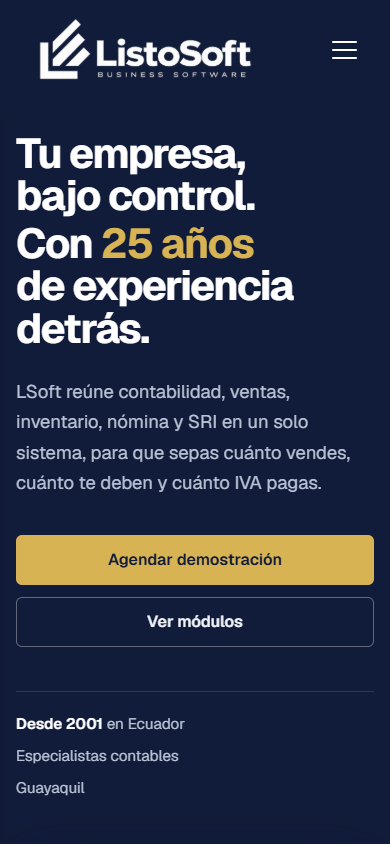 ListoSoft
BUSINESS SOFTWARE
Tu empresa,
bajo control.
Con 25 años
de experiencia
detrás.
LSoft reúne contabilidad, ventas,
inventario, nómina y SRI en un solo
sistema, para que sepas cuánto vendes,
cuánto te deben y cuánto IVA pagas.
Agendar demostración
Ver módulos
Desde 2001 en Ecuador
Especialistas contables
Guayaquil